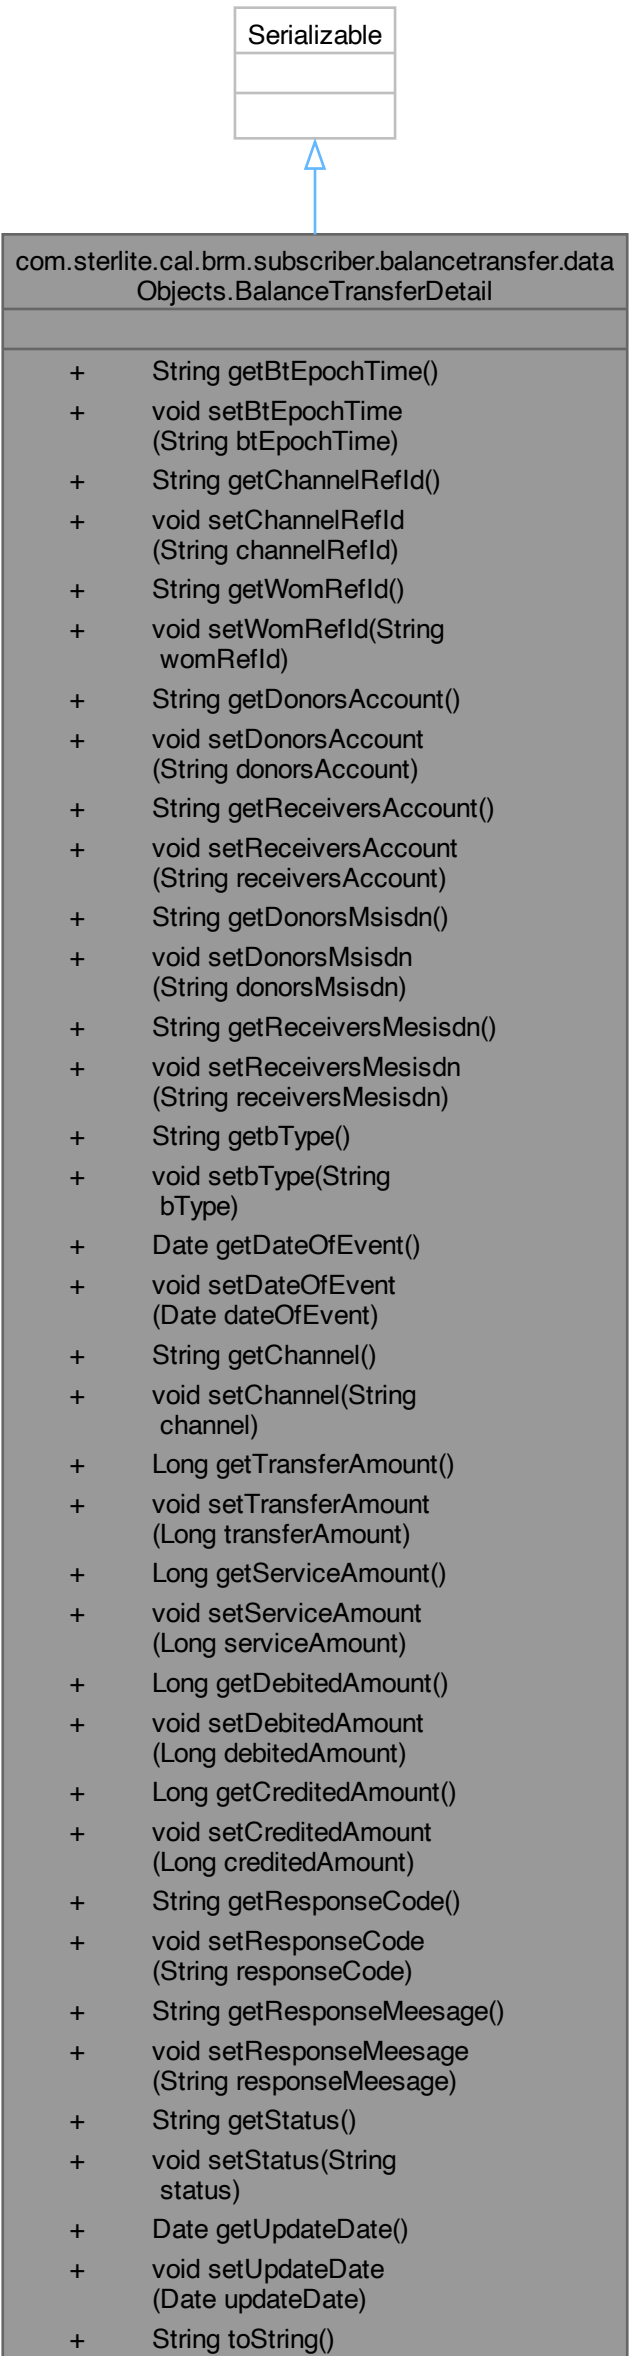 Serializable
com.sterlite.cal.brm.subscriber.balancetransfer.data
Objects.BalanceTransferDetail
+ String getBtEpochTime()
+ void setBtEpochTime
(String btEpochTime)
+ String getChannelRefId()
+ void setChannelRefId
(String channelRefId)
+ String getWomRefId()
+ void setWomRefId(String
womRefId)
+ String getDonorsAccount()
+ void setDonorsAccount
(String donorsAccount)
+ String getReceiversAccount()
+ void setReceiversAccount
(String receiversAccount)
+ String getDonorsMsisdn()
+ void setDonorsMsisdn
(String donorsMsisdn)
+ String getReceiversMesisdn()
+ void setReceiversMesisdn
(String receiversMesisdn)
+ String getbType()
+ void setbType(String
bType)
+ Date getDateOfEvent()
+ void setDateOfEvent
(Date dateOfEvent)
+ String getChannel()
+ void setChannel(String
channel)
+ Long getTransferAmount()
+ void setTransferAmount
(Long transferAmount)
+ Long getServiceAmount()
+ void setServiceAmount
(Long serviceAmount)
+ Long getDebitedAmount()
+ void setDebitedAmount
(Long debitedAmount)
+ Long getCreditedAmount()
+ void setCreditedAmount
(Long creditedAmount)
+ String getResponseCode()
+ void setResponseCode
(String responseCode)
+ String getResponseMeesage()
+ void setResponseMeesage
(String responseMeesage)
+ String getStatus()
+ void setStatus(String
status)
+ Date getUpdateDate()
+ void setUpdateDate
(Date updateDate)
+ String toString()